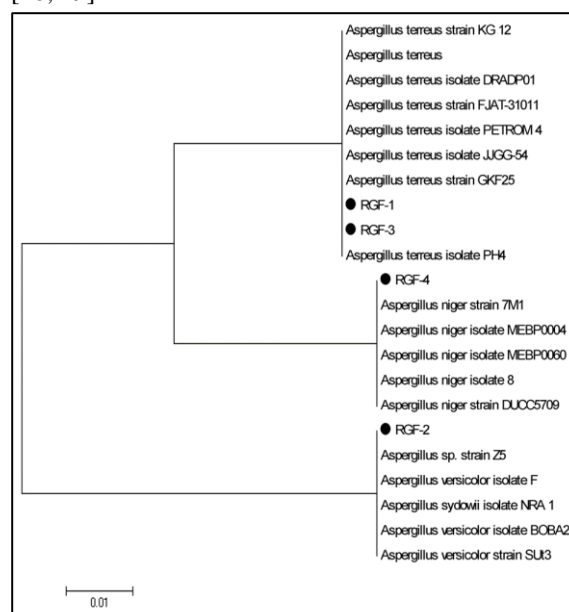 Aspergillus terreus strain KG 12
Aspergillus terreus
Aspergillus terreus isolate DRADP01
Aspergillus terreus strain FJAT-31011
Aspergillus terreus isolate PETROM 4
Aspergillus terreus isolate JJGG-54
Aspergillus terreus strain GKF25
RGF-1
RGF-3
Aspergillus terreus isolate PH4
RGF-4
Aspergillus niger strain 7M1
Aspergillus niger isolate MEBP0004
Aspergillus niger isolate MEBP0060
Aspergillus niger isolate 8
Aspergillus niger strain DUCC5709
RGF-2
Aspergillus sp. strain Z5
Aspergillus versicolor isolate F
Aspergillus sydowii isolate NRA 1
Aspergillus versicolor isolate BOBA2
Aspergillus versicolor strain SUt3
0.01